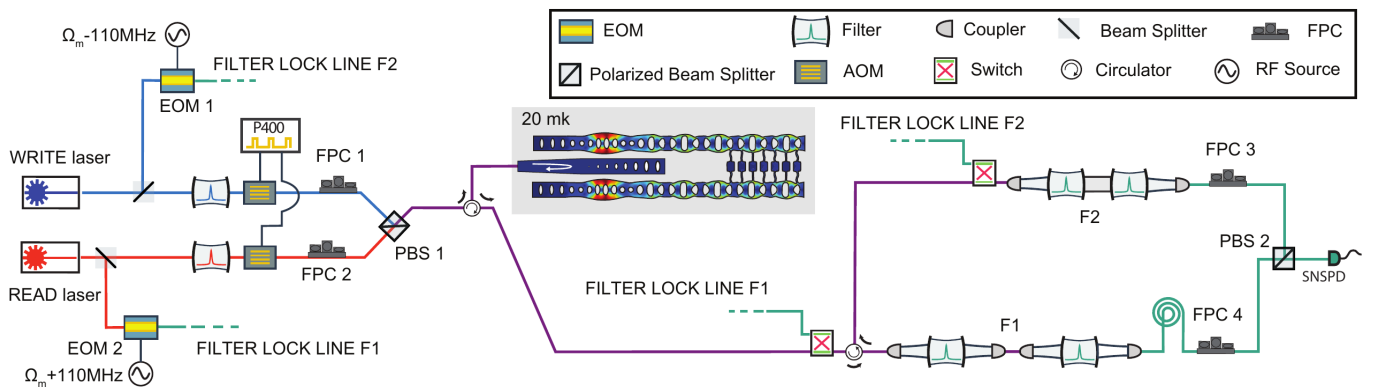 Ωm-110MHz
FILTER LOCK LINE F2
EOM 1
P400
WRITE laser
FPC 1
READ laser
FPC 2
PBS 1
EOM 2
FILTER LOCK LINE F1
Ωm+110MHz
EOM
Filter
Coupler
Beam Splitter
FPC
Polarized Beam Splitter
AOM
Switch
Circulator
RF Source
20 mk
FILTER LOCK LINE F2
FPC 3
F2
PBS 2
SNSPD
FILTER LOCK LINE F1
F1
FPC 4